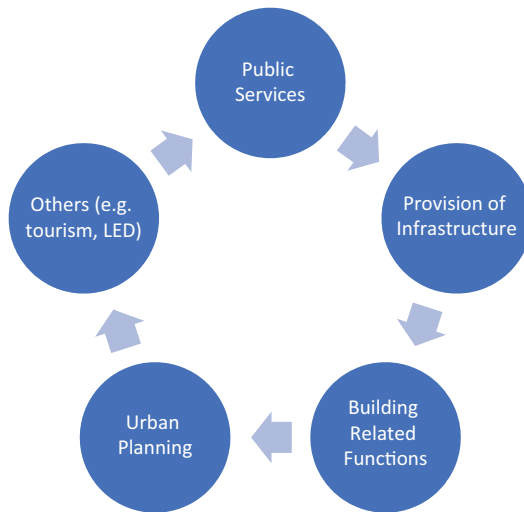 Public
Services
Provision of
Infrastructure
Building
Related
Functions
Urban
Planning
Others (e.g.
tourism, LED)